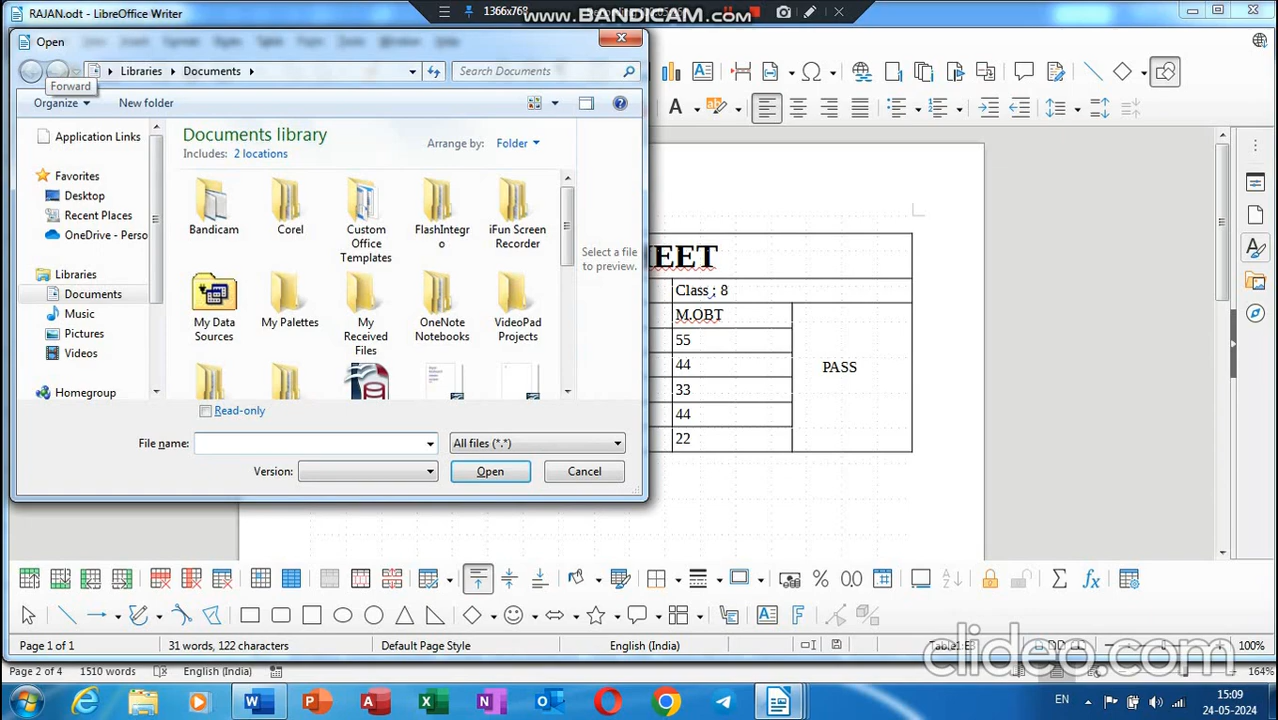 RAJAN.odt - LibreOffice Writer
1366x768
www.BANDICAM.com
Open
Libraries
Documents
Search Documents
Forward
Organize
New folder
Application Links
Favorites
Desktop
Recent Places
OneDrive - Perso
Libraries
Documents
Music
Pictures
Videos
Homegroup
Documents library
Includes: 2 locations
Arrange by: Folder
Bandicam
Corel
Custom
Office
Templates
FlashIntegr
o
iFun Screen
Recorder
My Data
Sources
My Palettes
My
Received
Files
OneNote
Notebooks
VideoPad
Projects
Select a file
to preview.
Read-only
File name:
All files (*.*)
Version:
Open
Cancel
EET
Class ; 8
M.OBT
55
44
33
44
22
PASS
Page 1 of 1
31 words, 122 characters
Default Page Style
English (India)
100%
Page 2 of 4
1510 words
English (India)
164%
clideo.com
EN
15:09
24-05-2024